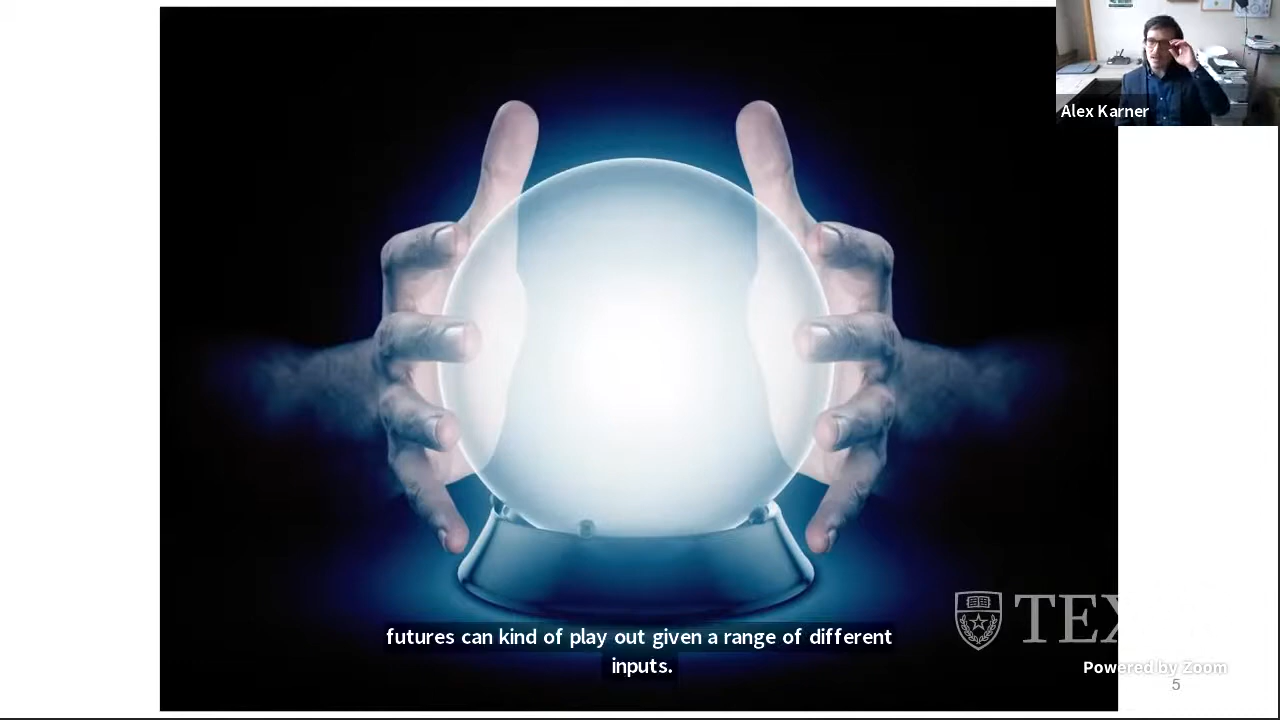 Alex Karner
futures can kind of play out given a range of different
inputs.
TEX
Powered by Zoom
5